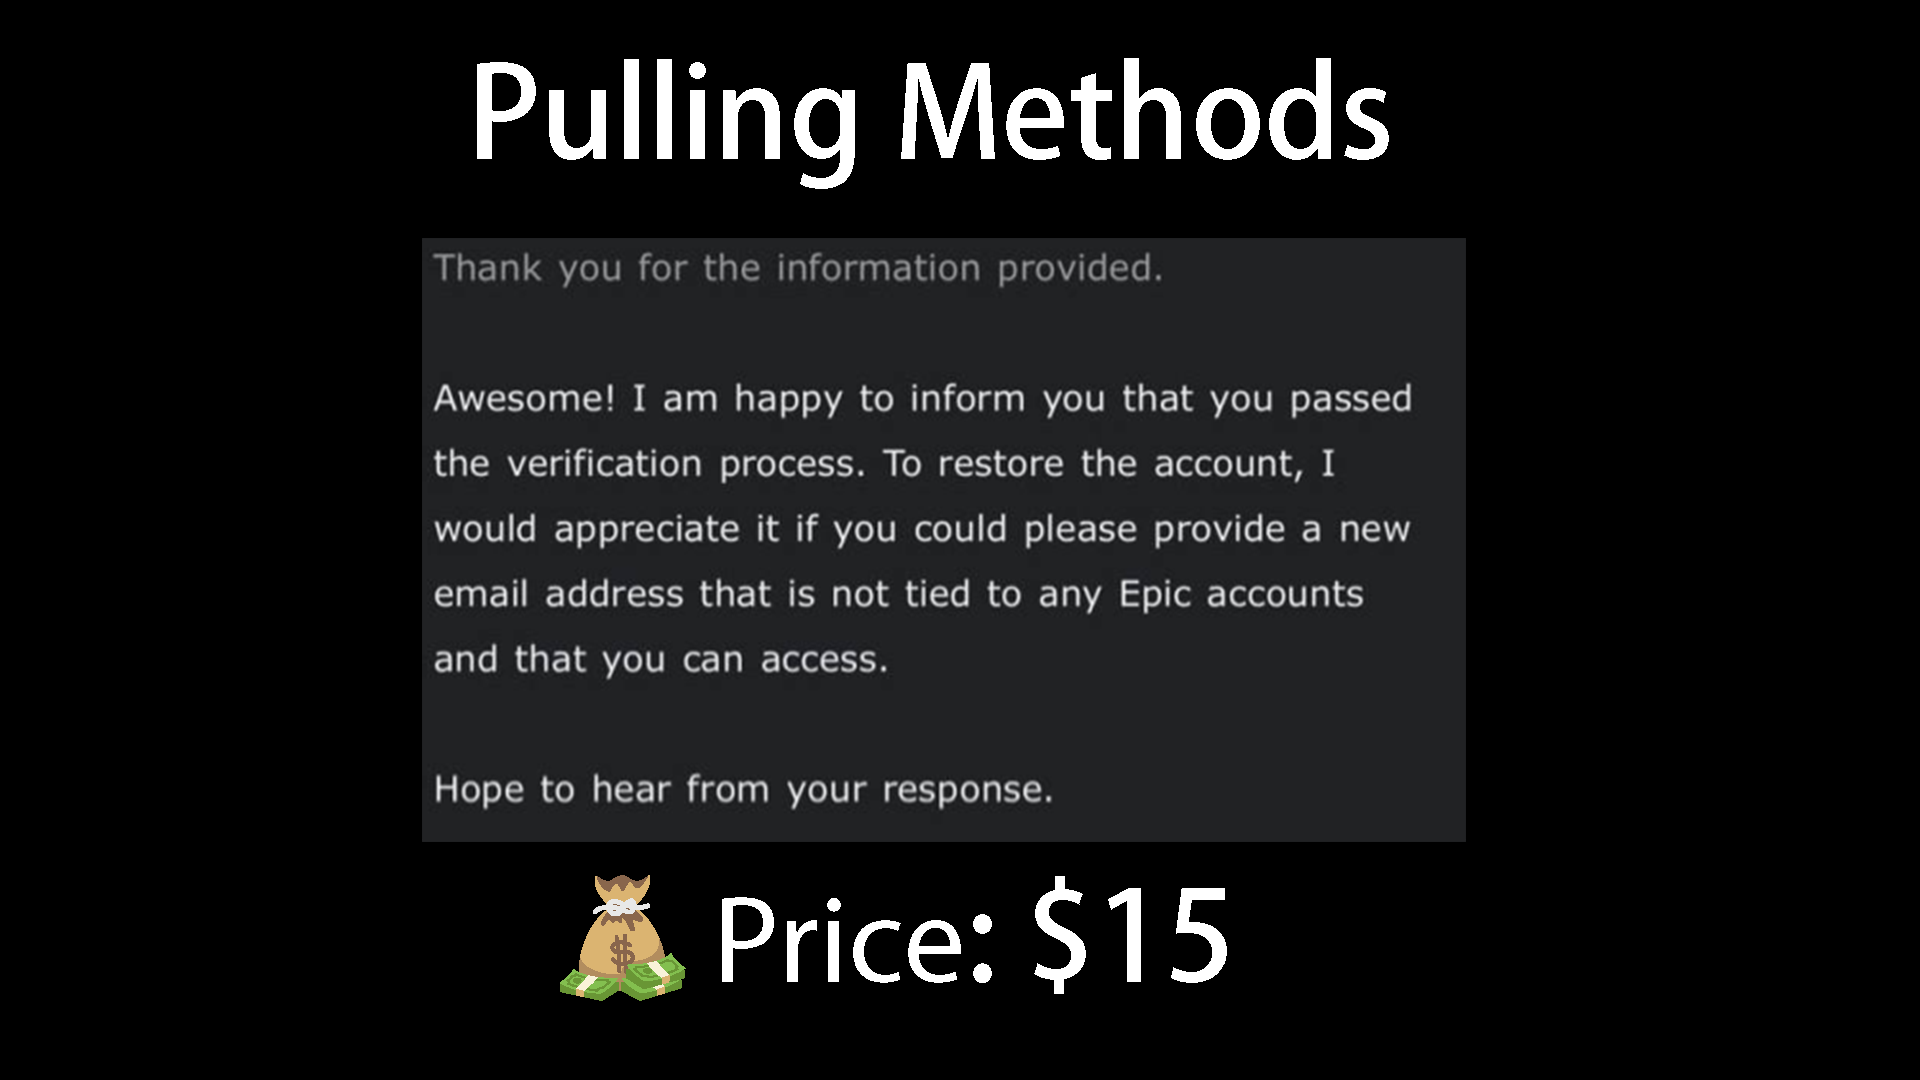 Pulling Methods
Thank you for the information provided.
Awesome! I am happy to inform you that you passed
the verification process. To restore the account, I
would appreciate it if you could please provide a new
email address that is not tied to any Epic accounts
and that you can access.
Hope to hear from your response.
$ Price: $15